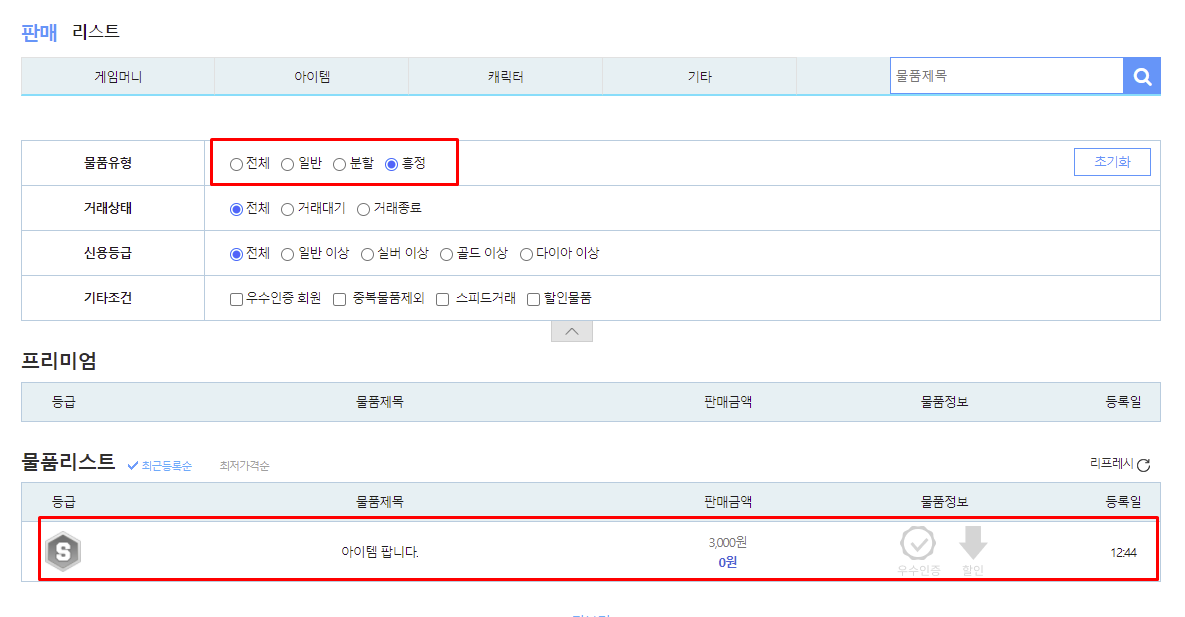 판매 리스트
게임머니 아이템 캐릭터 기타 물품제목
물품유형 전체 일반 분할 흥정 초기화
거래상태 전체 거래대기 거래종료
신용등급 전체 일반 이상 실버 이상 골드 이상 다이아 이상
기타조건 우수인증 회원 중복물품제외 스피드거래 할인물품
프리미엄
등급 물품제목 판매금액 물품정보 등록일
물품리스트 최근등록순 최저가격순 리프레시
등급 물품제목 판매금액 물품정보 등록일
S 아이템 팝니다. 3,000원 12:44
0원
우수인증 할인